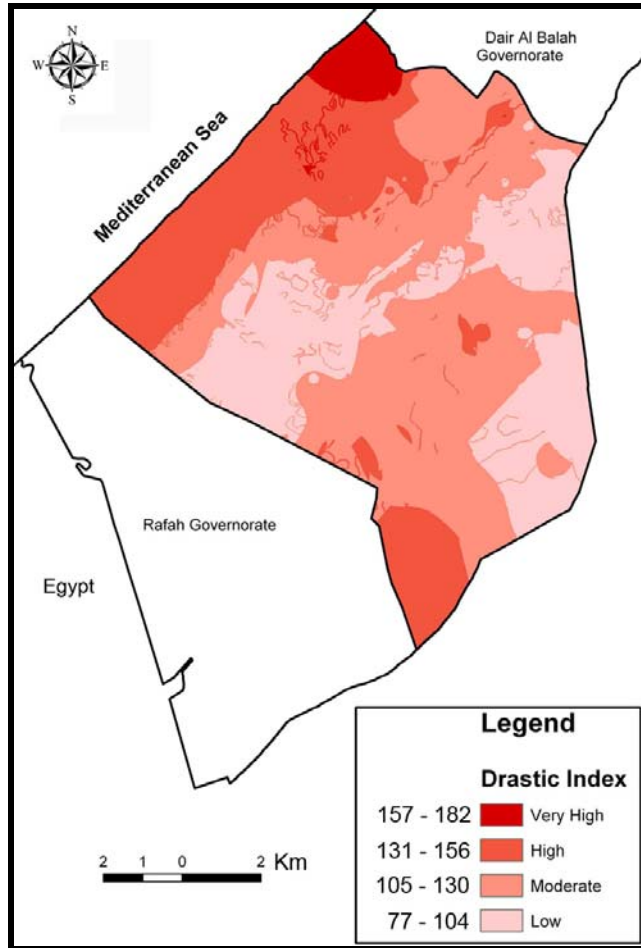 N
W E
S
Dair Al Balah
Governorate
Mediterranean Sea
Rafah Governorate
Egypt
2 1 0 2 Km
Legend
Drastic Index
157 - 182 Very High
131 - 156 High
105 - 130 Moderate
77 - 104 Low